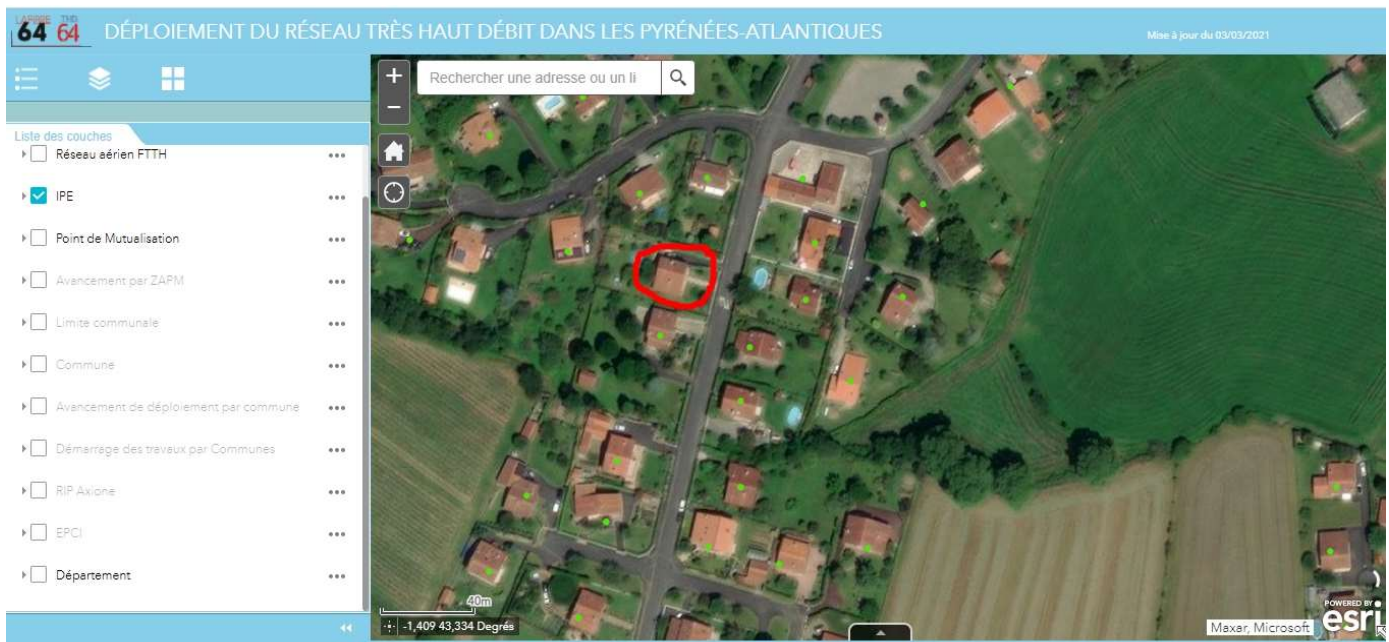 LAFIBRE THD
64 64 DÉPLOIEMENT DU RÉSEAU TRÈS HAUT DÉBIT DANS LES PYRÉNÉES-ATLANTIQUES
Mise à jour du 03/03/2021
+
Rechercher une adresse ou un li
−
Liste des couches
Réseau aérien FTTH
IPE
Point de Mutualisation
Avancement par ZAPM
Limite communale
Commune
Avancement de déploiement par commune
Démarrage des travaux par Communes
RIP Axione
EPCI
Département
40m
-1,409 43,334 Degrés
Maxar, Microsoft
POWERED BY
esri